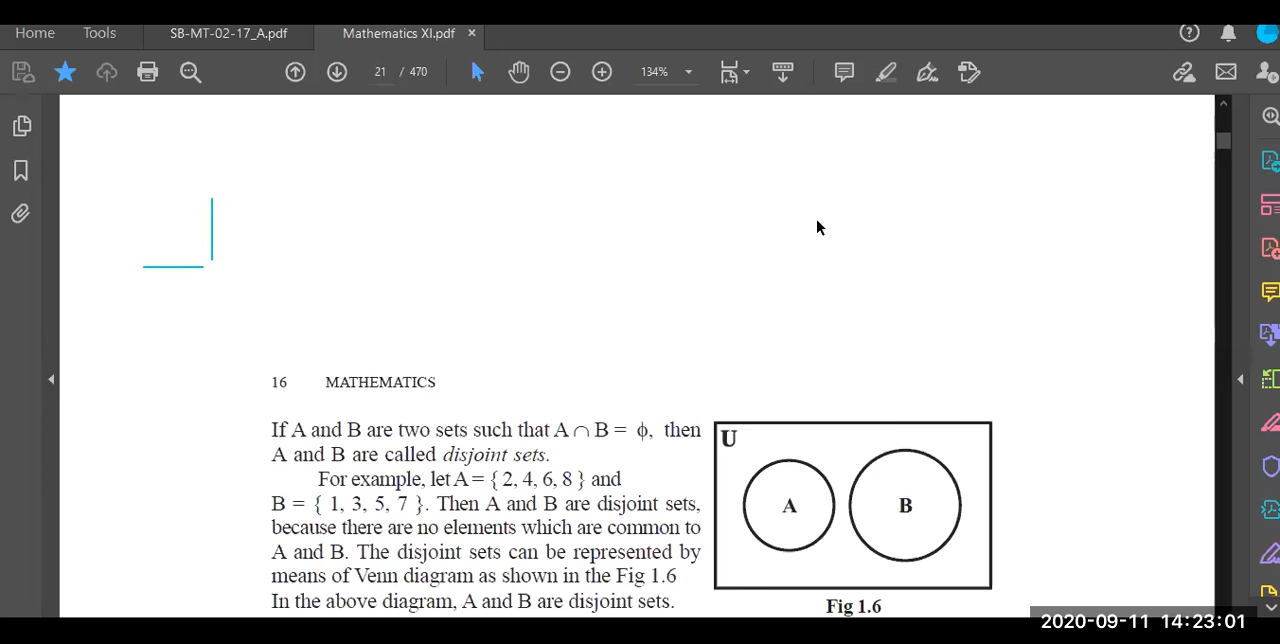 Home Tools SB-MT-02-17_A.pdf Mathematics XI.pdf ×
21 / 470 134%
16 MATHEMATICS
If A and B are two sets such that A ∩ B = ϕ, then
A and B are called disjoint sets.
For example, let A = { 2, 4, 6, 8 } and
B = { 1, 3, 5, 7 }. Then A and B are disjoint sets,
because there are no elements which are common to
A and B. The disjoint sets can be represented by
means of Venn diagram as shown in the Fig 1.6
In the above diagram, A and B are disjoint sets.
U
A B
Fig 1.6
2020-09-11 14:23:01